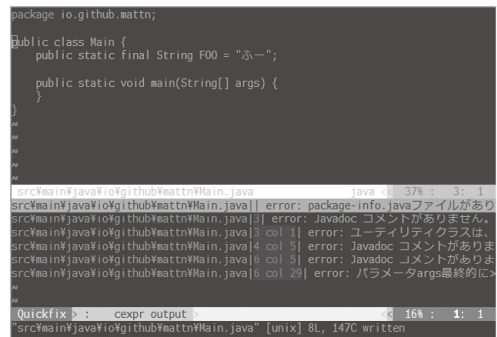 package io.github.mattn;
public class Main {
public static final String FOO = "ふー";
public static void main(String[] args) {
}
}
~
~
~
~
~
src¥main¥java¥io¥github¥mattn¥Main.java java << 37% : 3: 1
src¥main¥java¥io¥github¥mattn¥Main.java|| error: package-info.javaファイルがあり
src¥main¥java¥io¥github¥mattn¥Main.java|3| error: Javadoc コメントがありません。
src¥main¥java¥io¥github¥mattn¥Main.java|3 col 1| error: ユーティリティクラスは、
src¥main¥java¥io¥github¥mattn¥Main.java|4 col 5| error: Javadoc コメントがありま
src¥main¥java¥io¥github¥mattn¥Main.java|6 col 5| error: Javadoc コメントがありま
src¥main¥java¥io¥github¥mattn¥Main.java|6 col 29| error: パラメータargs最終的に>
~
~
Quickfix > : cexpr output > << 16% : 1: 1
"src¥main¥java¥io¥github¥mattn¥Main.java" [unix] 8L, 147C written